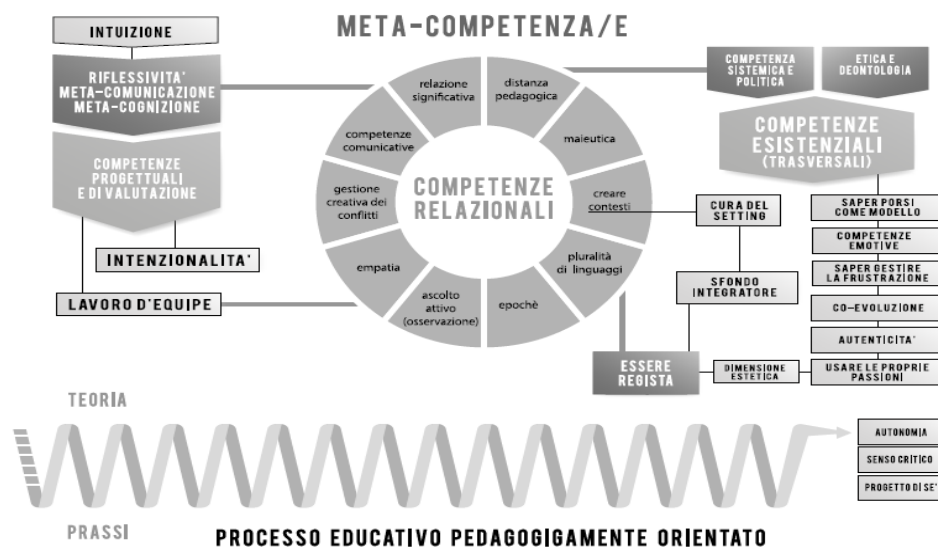 META-COMPETENZA/E
INTUIZIONE
RIFLESSIVITA'
META-COMUNICAZIONE
META-COGNIZIONE
COMPETENZE
PROGETTUALI
E DI VALUTAZIONE
INTENZIONALITA'
LAVORO D'EQUIPE
relazione
significativa
distanza
pedagogica
competenze
comunicative
maieutica
gestione
creativa dei
conflitti
COMPETENZE
RELAZIONALI
creare
contesti
empatia
pluralità
di linguaggi
ascolto
attivo
(osservazione)
epochè
COMPETENZA
SISTEMICA E
POLITICA
ETICA E
DEONTOLOGIA
COMPETENZE
ESISTENZIALI
(TRASVERSALI)
CURA DEL
SETTING
SFONDO
INTEGRATORE
ESSERE
REGISTA
DIMENSIONE
ESTETICA
SAPER PORSI
COME MODELLO
COMPETENZE
EMOTIVE
SAPER GESTIRE
LA FRUSTRAZIONE
CO-EVOLUZIONE
AUTENTICITA'
USARE LE PROPRIE
PASSIONI
TEORIA
AUTONOMIA
SENSO CRITICO
PROGETTO DI SE'
PRASSI
PROCESSO EDUCATIVO PEDAGOGIGAMENTE ORIENTATO